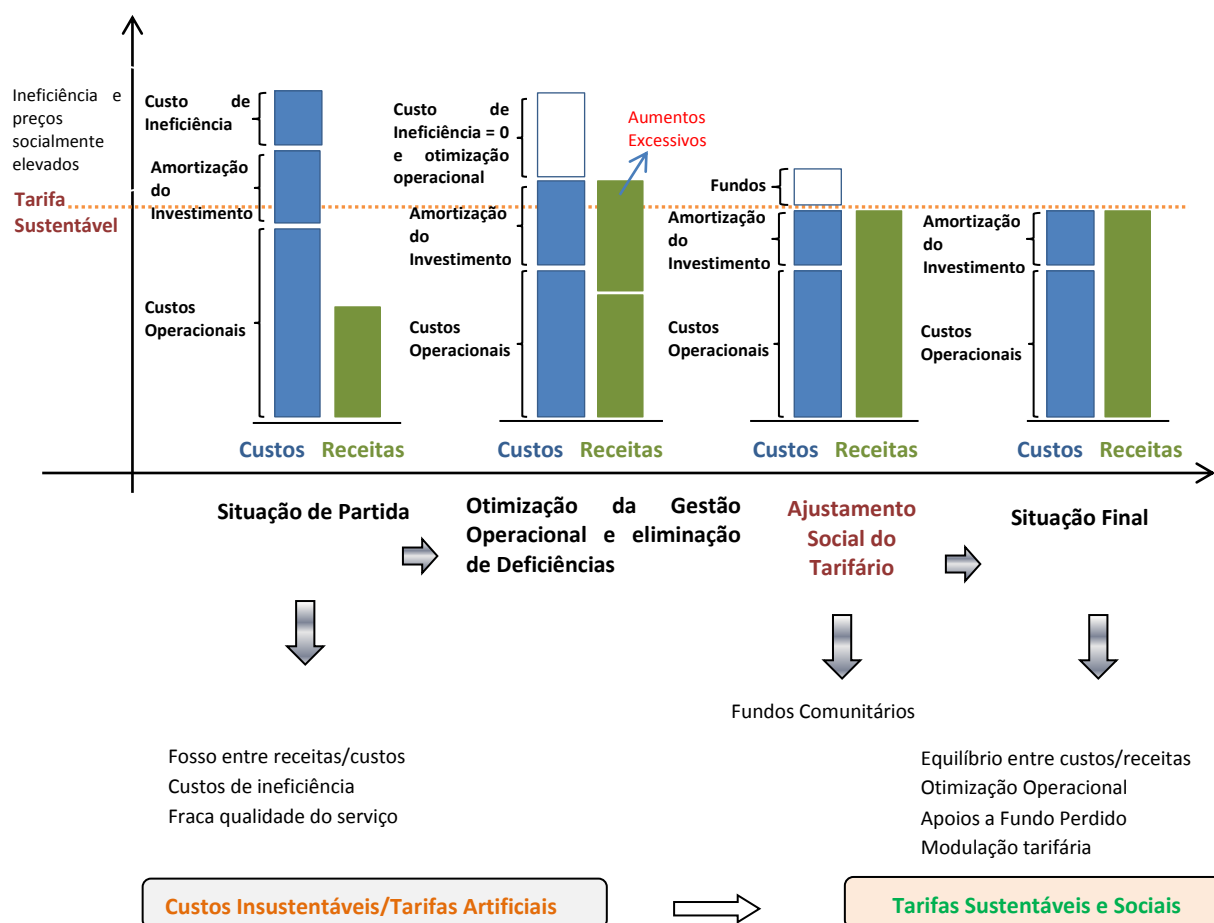 Ineficiência e
preços
socialmente
elevados
Tarifa
Sustentável
Custo de
Ineficiência
Amortização
do
Investimento
Custos
Operacionais
Custos Receitas
Custo de
Ineficiência = 0
e otimização
operacional
Amortização
do
Investimento
Custos
Operacionais
Aumentos
Excessivos
Custos Receitas
Fundos
Amortização
do
Investimento
Custos
Operacionais
Custos Receitas
Amortização
do
Investimento
Custos
Operacionais
Custos Receitas
Situação de Partida
Otimização da Gestão
Operacional e eliminação
de Deficiências
Ajustamento
Social do
Tarifário
Situação Final
Fundos Comunitários
Fosso entre receitas/custos
Custos de ineficiência
Fraca qualidade do serviço
Equilíbrio entre custos/receitas
Otimização Operacional
Apoios a Fundo Perdido
Modulação tarifária
Custos Insustentáveis/Tarifas Artificiais
Tarifas Sustentáveis e Sociais